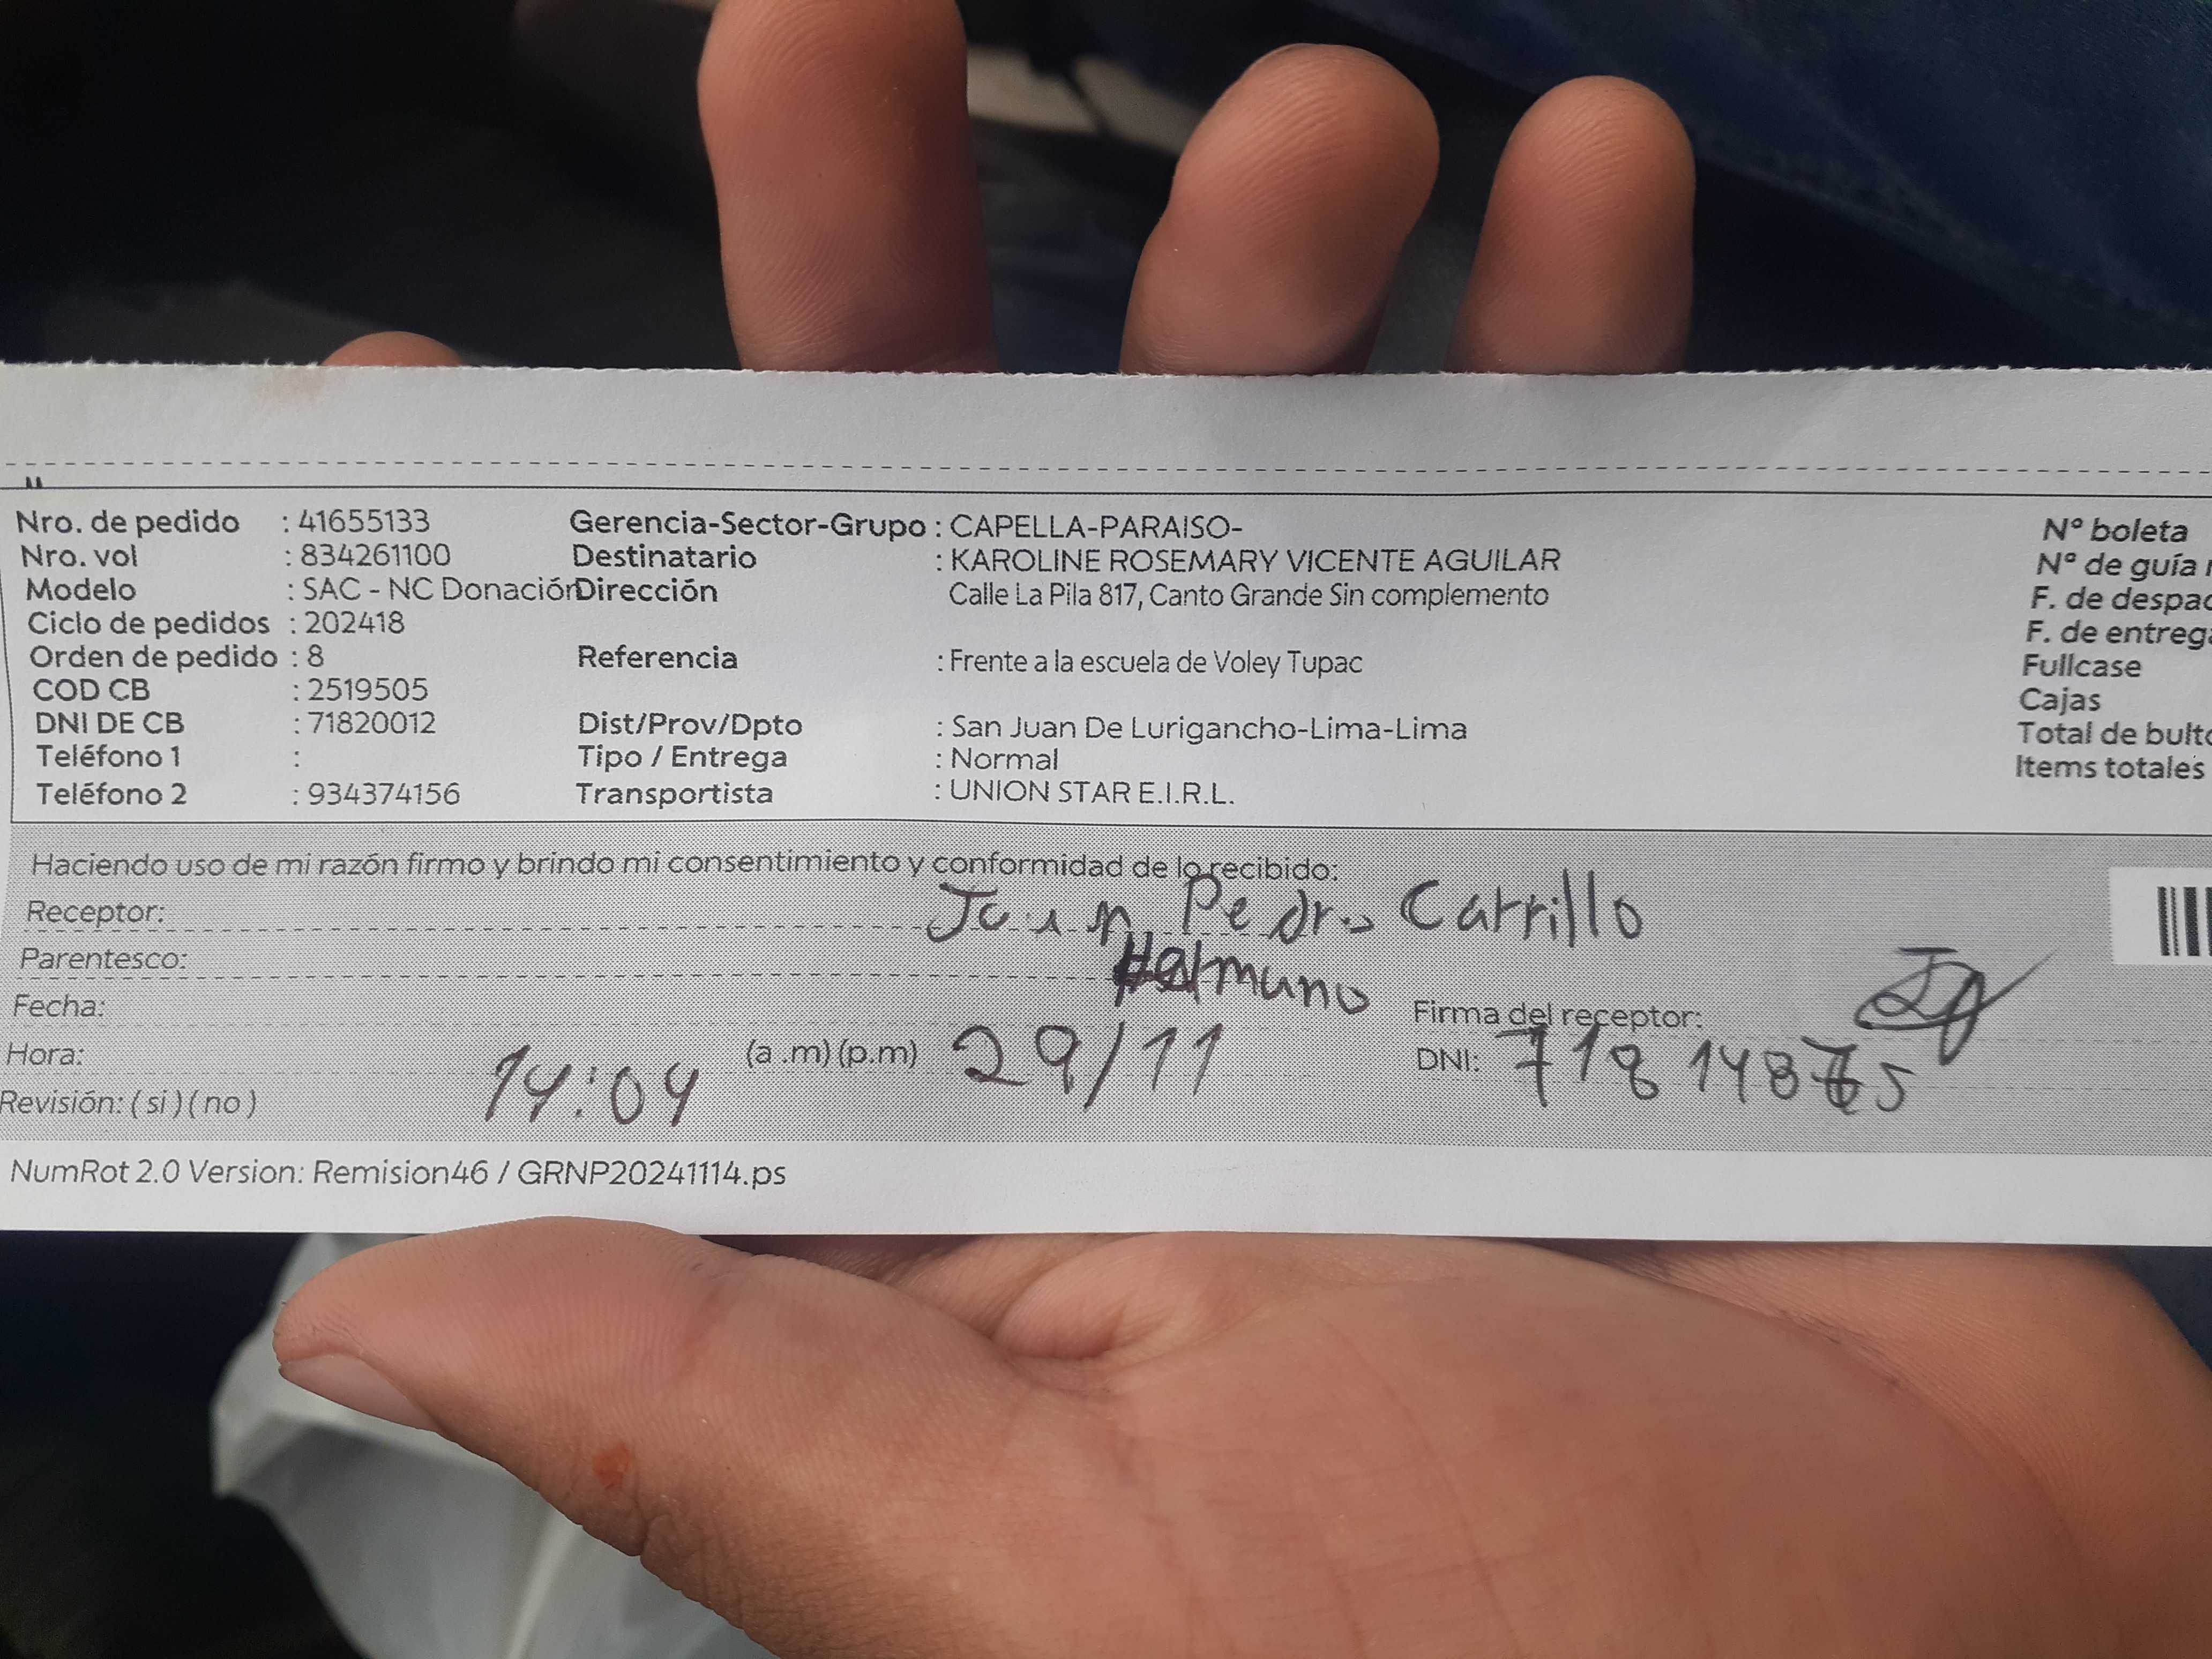 Nro. de pedido : 41655133 Gerencia-Sector-Grupo : CAPELLA-PARAISO- N° boleta
Nro. vol : 834261100 Destinatario : KAROLINE ROSEMARY VICENTE AGUILAR N° de guía
Modelo : SAC - NC Donación Dirección Calle La Pila 817, Canto Grande Sin complemento F. de despac
Ciclo de pedidos : 202418 F. de entrega
Orden de pedido : 8 Referencia : Frente a la escuela de Voley Tupac Fullcase
COD CB : 2519505 Cajas
DNI DE CB : 71820012 Dist/Prov/Dpto : San Juan De Lurigancho-Lima-Lima Total de bulto
Teléfono 1 : Tipo / Entrega : Normal Items totales
Teléfono 2 : 934374156 Transportista : UNION STAR E.I.R.L.
Haciendo uso de mi razón firmo y brindo mi consentimiento y conformidad de lo recibido:
Receptor: Pedro Carrillo
Parentesco:
Fecha: Firma del receptor:
Hora: 14:04 (a .m) (p.m) 29/11 DNI:
Revisión: ( si ) ( no )
NumRot 2.0 Version: Remision46 / GRNP20241114.ps